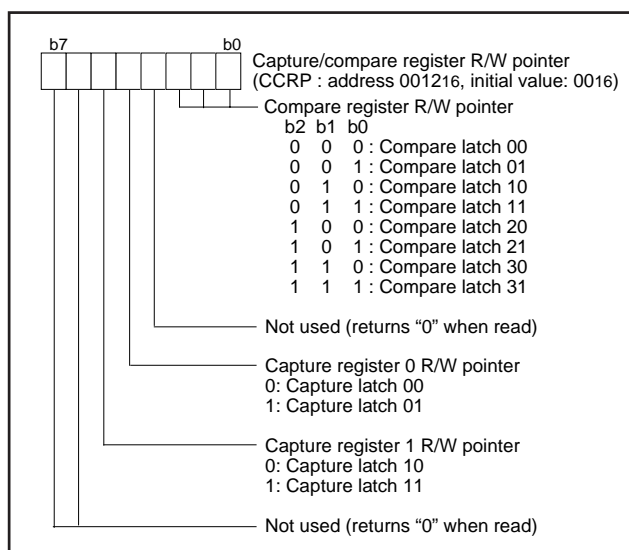 b7 b0
Capture/compare register R/W pointer
(CCRP : address 001216, initial value: 0016)
Compare register R/W pointer
b2 b1 b0
0 0 0 : Compare latch 00
0 0 1 : Compare latch 01
0 1 0 : Compare latch 10
0 1 1 : Compare latch 11
1 0 0 : Compare latch 20
1 0 1 : Compare latch 21
1 1 0 : Compare latch 30
1 1 1 : Compare latch 31
Not used (returns “0” when read)
Capture register 0 R/W pointer
0: Capture latch 00
1: Capture latch 01
Capture register 1 R/W pointer
0: Capture latch 10
1: Capture latch 11
Not used (returns “0” when read)